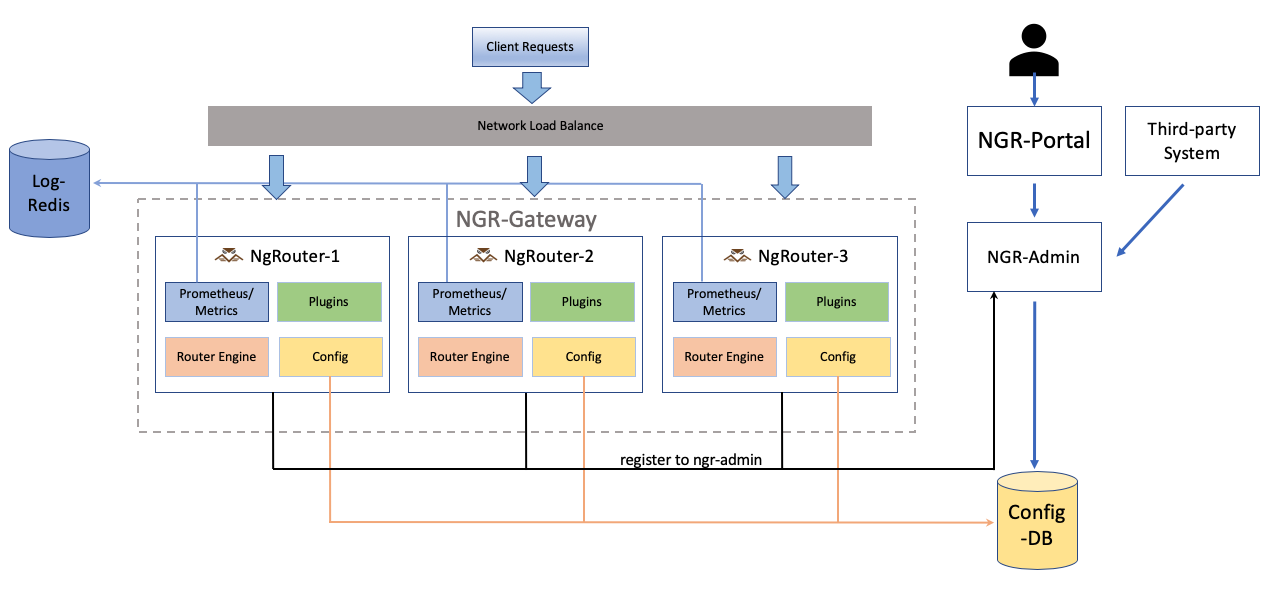 Client Requests
Network Load Balance
NGR-Portal
Third-party
System
Log-
Redis
NGR-Gateway
NgRouter-1
NgRouter-2
NgRouter-3
NGR-Admin
Prometheus/
Metrics
Plugins
Prometheus/
Metrics
Plugins
Prometheus/
Metrics
Plugins
Router Engine
Config
Router Engine
Config
Router Engine
Config
register to ngr-admin
Config
-DB